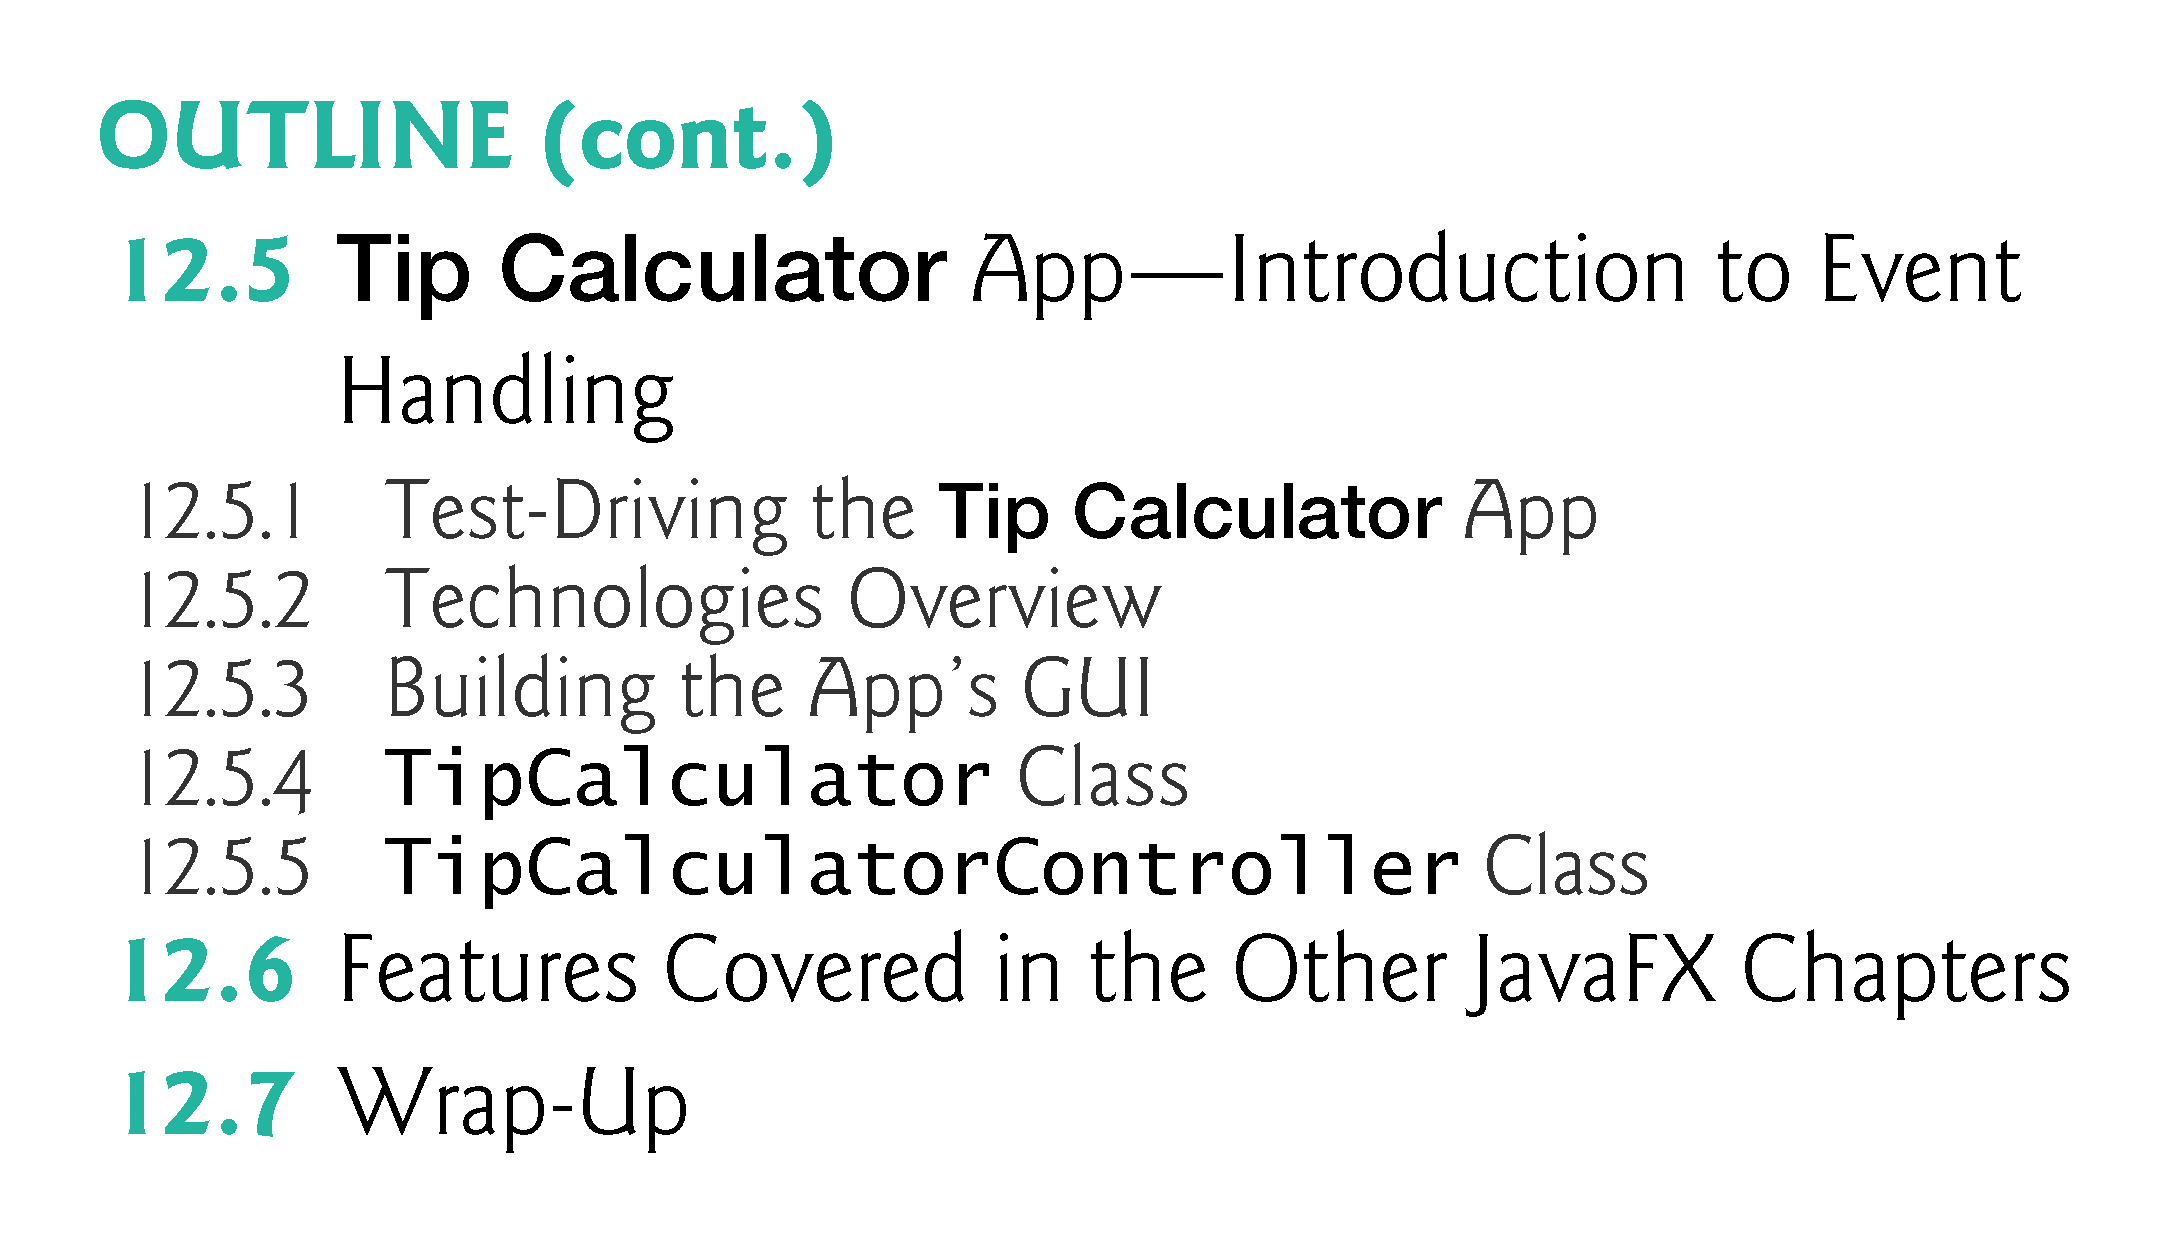 OUTLINE (cont.)
12.5 Tip Calculator App—Introduction to Event
Handling
12.5.1 Test-Driving the Tip Calculator App
12.5.2 Technologies Overview
12.5.3 Building the App’s GUI
12.5.4 TipCalculator Class
12.5.5 TipCalculatorController Class
12.6 Features Covered in the Other JavaFX Chapters
12.7 Wrap-Up